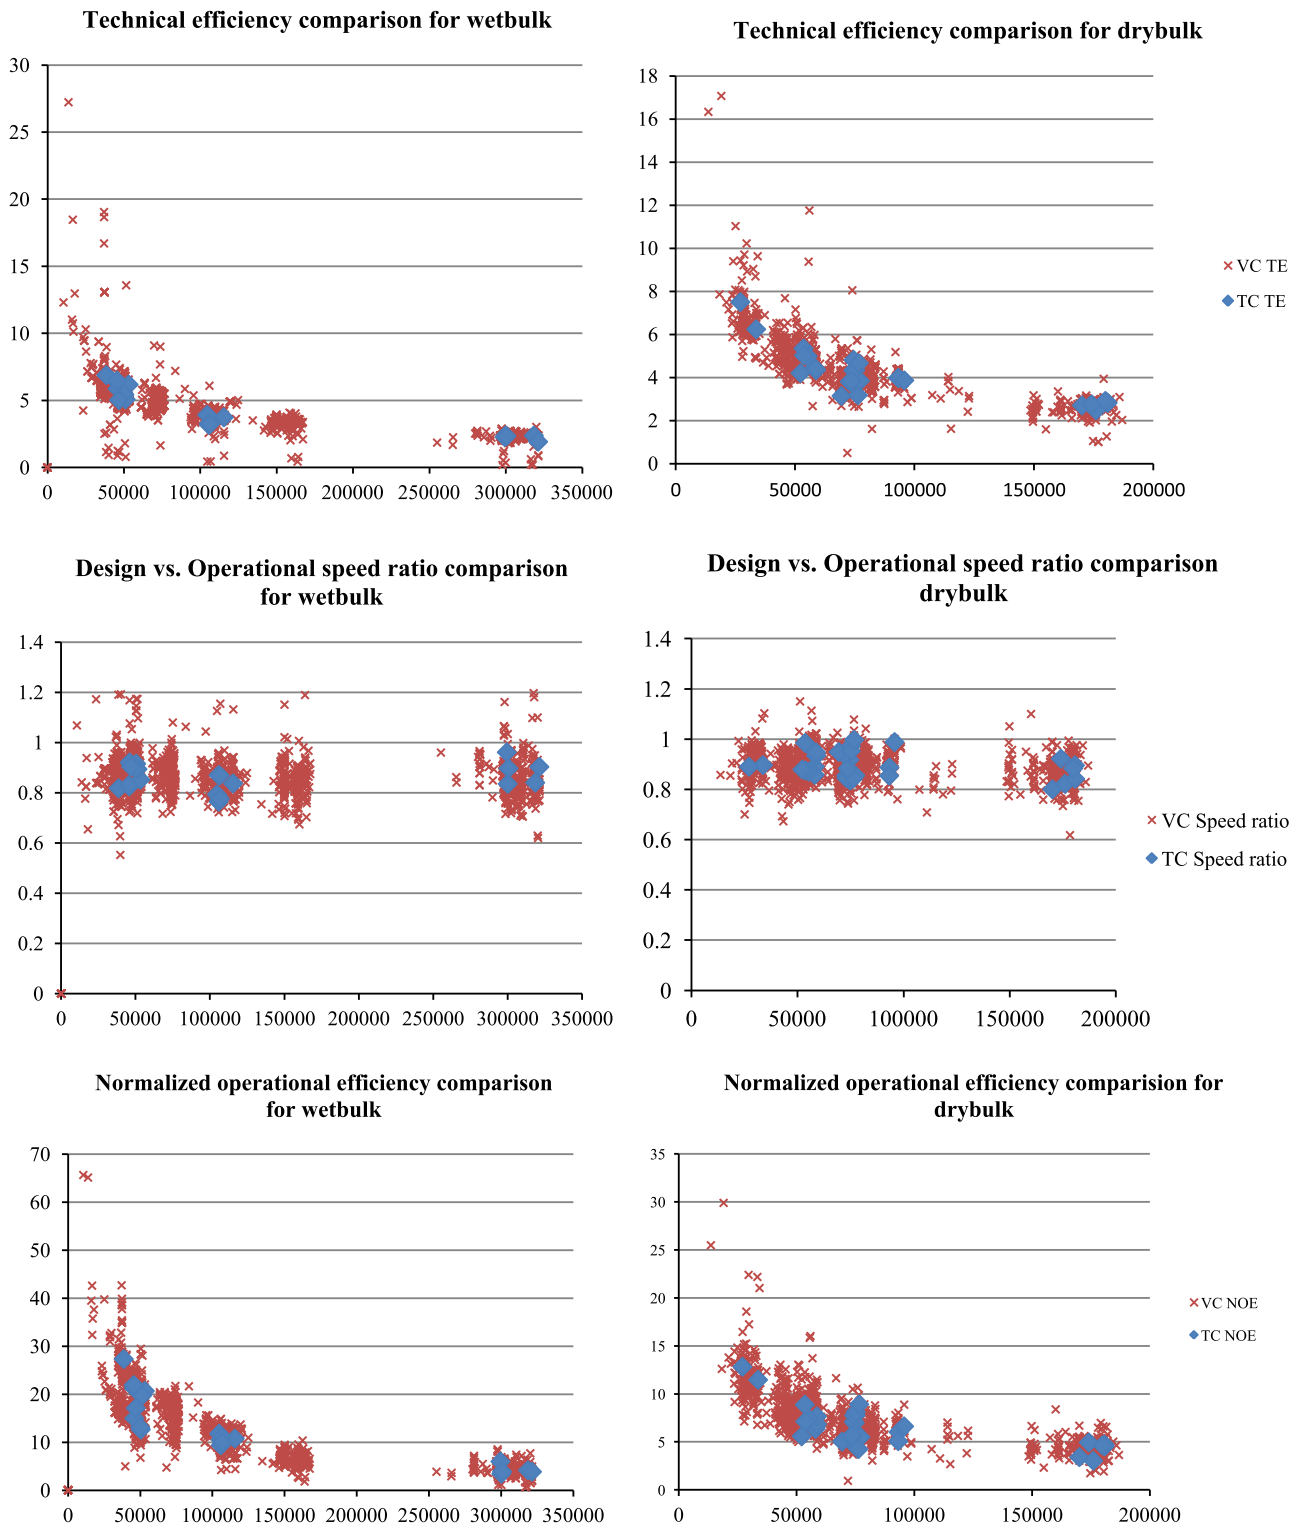 Technical efficiency comparison for wetbulk
30
25
20
15
10
5
0
0 50000 100000 150000 200000 250000 300000 350000
Technical efficiency comparison for drybulk
18
16
14
12
10
8
6
4
2
0
0 50000 100000 150000 200000
VC TE
TC TE
Design vs. Operational speed ratio comparison
for wetbulk
1.4
1.2
1
0.8
0.6
0.4
0.2
0
0 50000 100000 150000 200000 250000 300000 350000
Design vs. Operational speed ratio comparison
drybulk
1.4
1.2
1
0.8
0.6
0.4
0.2
0
0 50000 100000 150000 200000
VC Speed ratio
TC Speed ratio
Normalized operational efficiency comparison
for wetbulk
70
60
50
40
30
20
10
0
0 50000 100000 150000 200000 250000 300000 350000
Normalized operational efficiency comparision for
drybulk
35
30
25
20
15
10
5
0
0 50000 100000 150000 200000
VC NOE
TC NOE